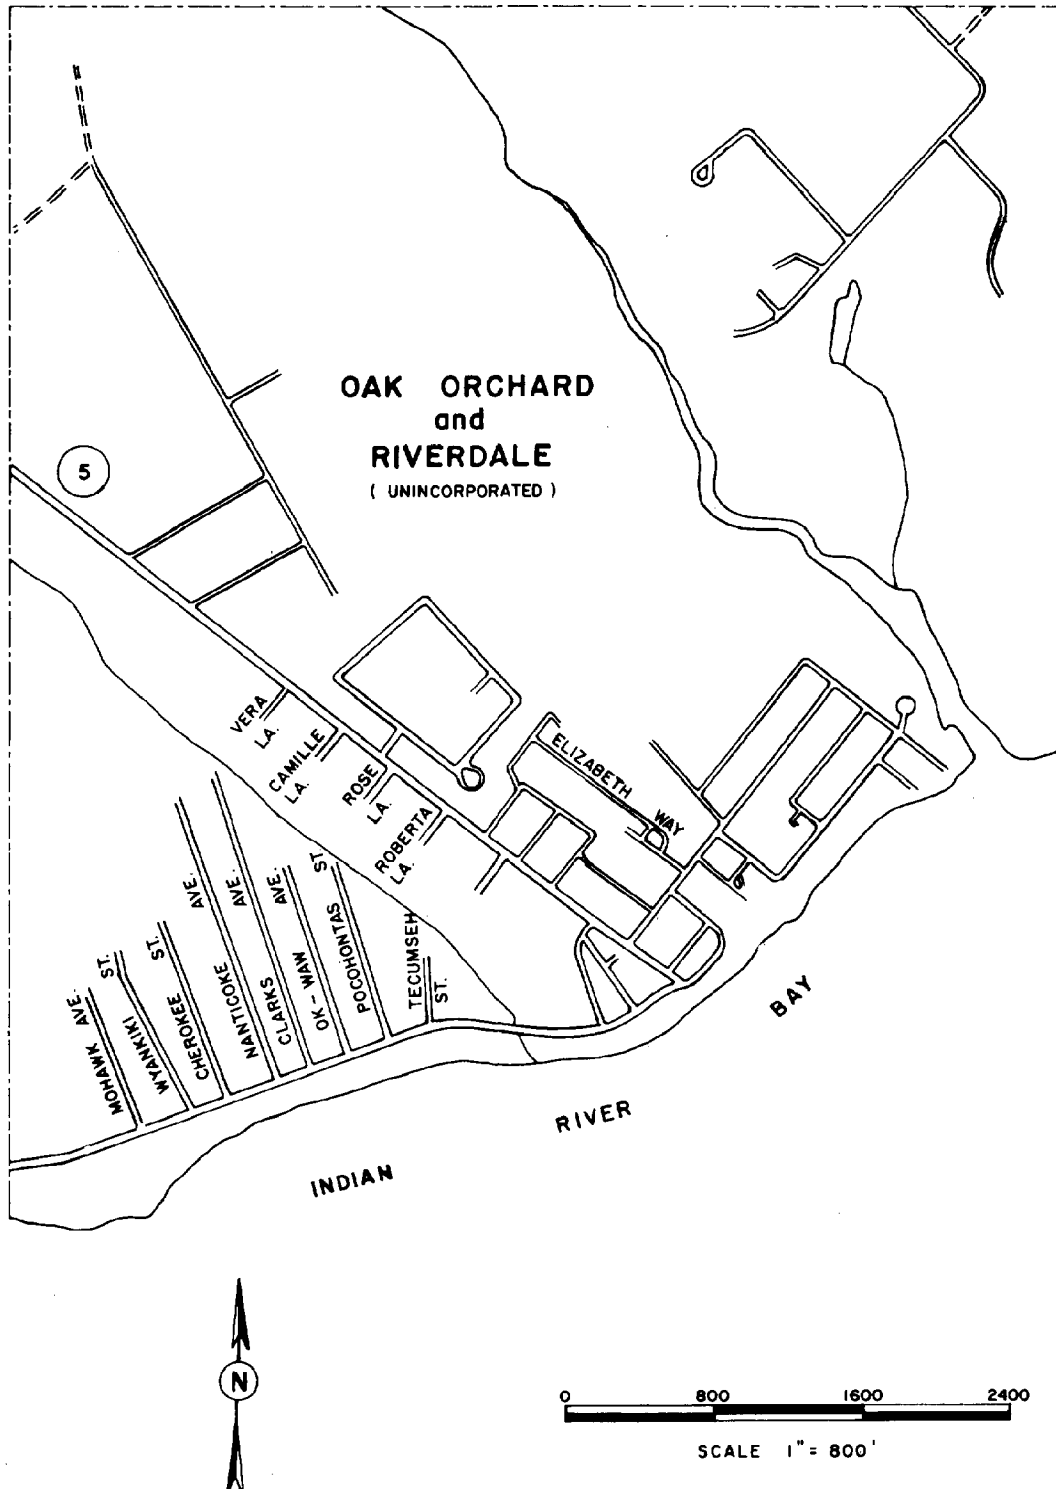 OAK ORCHARD
and
RIVERDALE
( UNINCORPORATED )
5
VERA
LA.
CAMILLE
LA.
ROSE
LA.
ROBERTA
LA.
ELIZABETH WAY
MOHAWK AVE.
WYANKIKI ST.
CHEROKEE ST.
NANTICOKE AVE.
CLARKS AVE.
OK-WAW AVE.
POCOHONTAS ST.
TECUMSEH
ST.
INDIAN RIVER BAY
N
0 800 1600 2400
SCALE 1" = 800'